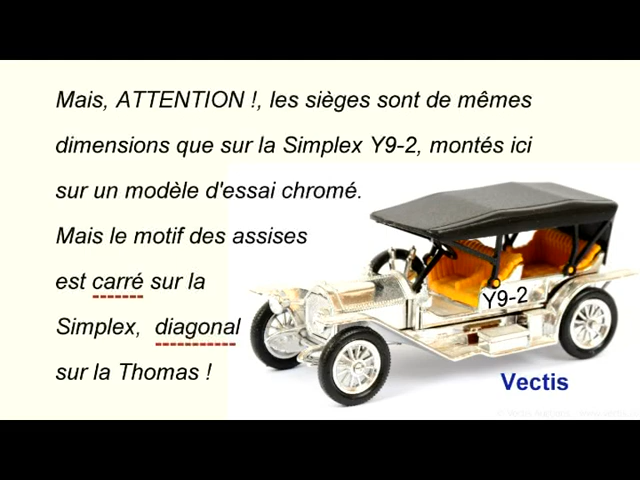 Mais, ATTENTION !, les sièges sont de mêmes
dimensions que sur la Simplex Y9-2, montés ici
sur un modèle d'essai chromé.
Mais le motif des assises
est carré sur la
Simplex, diagonal
sur la Thomas !
Y9-2
Vectis